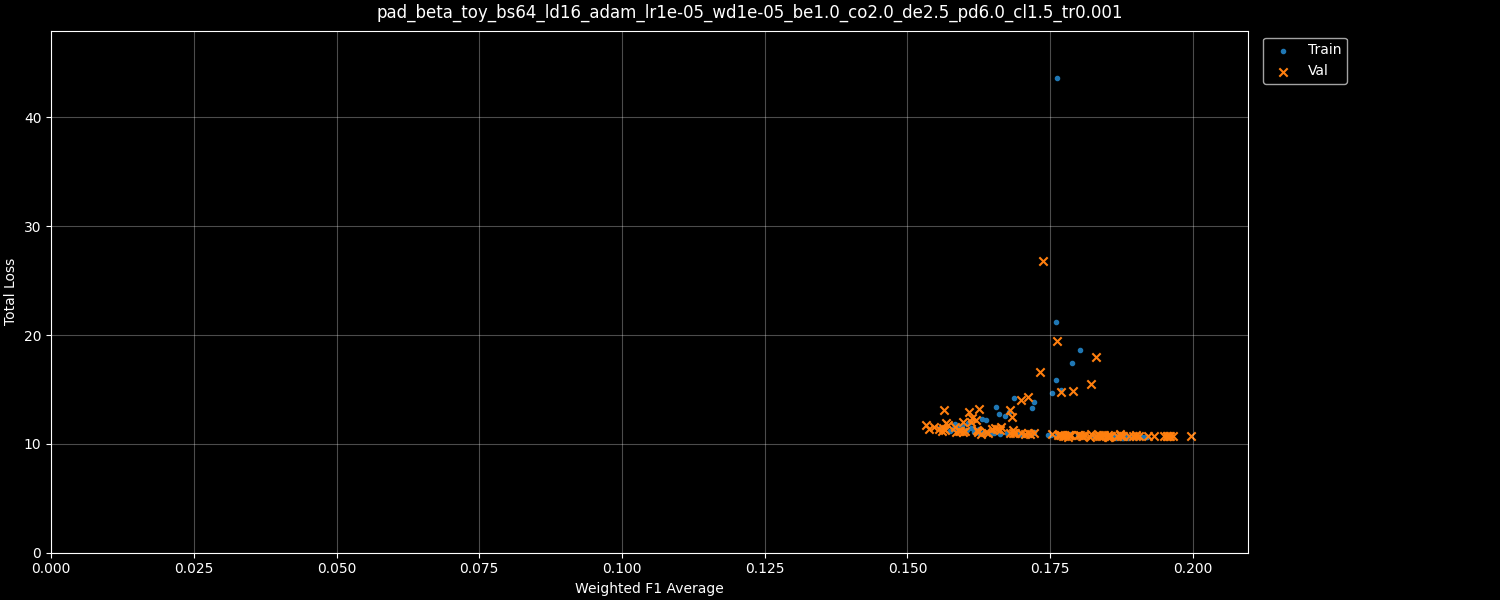 pad_beta_toy_bs64_ld16_adam_lr1e-05_wd1e-05_be1.0_co2.0_de2.5_pd6.0_cl1.5_tr0.001
Train
Val
40
30
20
10
0
Total Loss
0.000 0.025 0.050 0.075 0.100 0.125 0.150 0.175 0.200
Weighted F1 Average